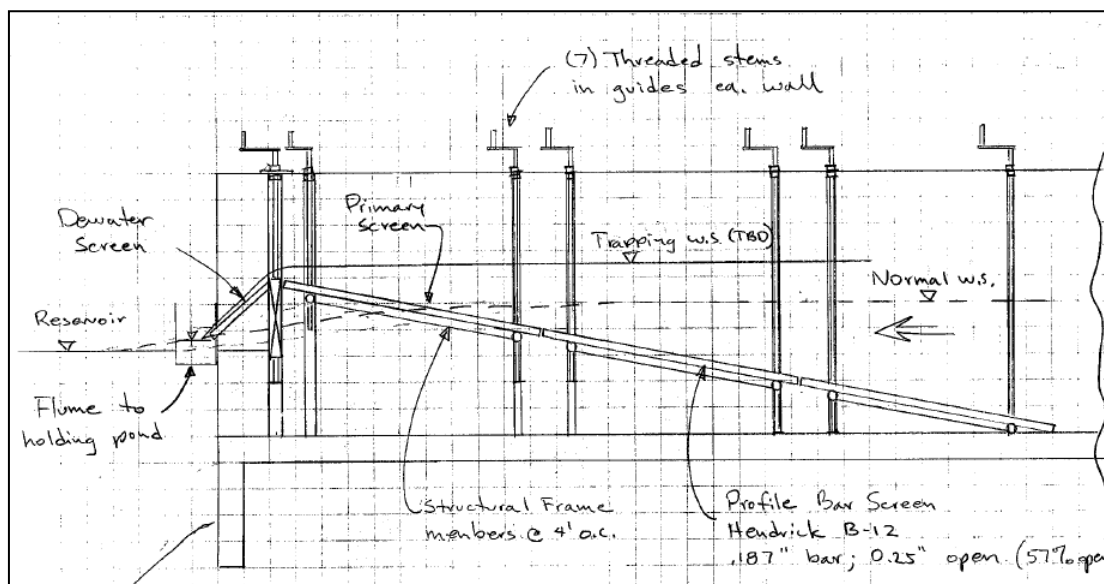 (7) Threaded stems
in guides ea. wall
Dewater
Screen
Primary
screen
Trapping w.s. (TBD)
Normal w.s.
Reservoir
Flume to
holding pond
Structural Frame
members @ 4' o.c.
Profile Bar Screen
Hendrick B-12
.187" bar; 0.25" open (57% ope